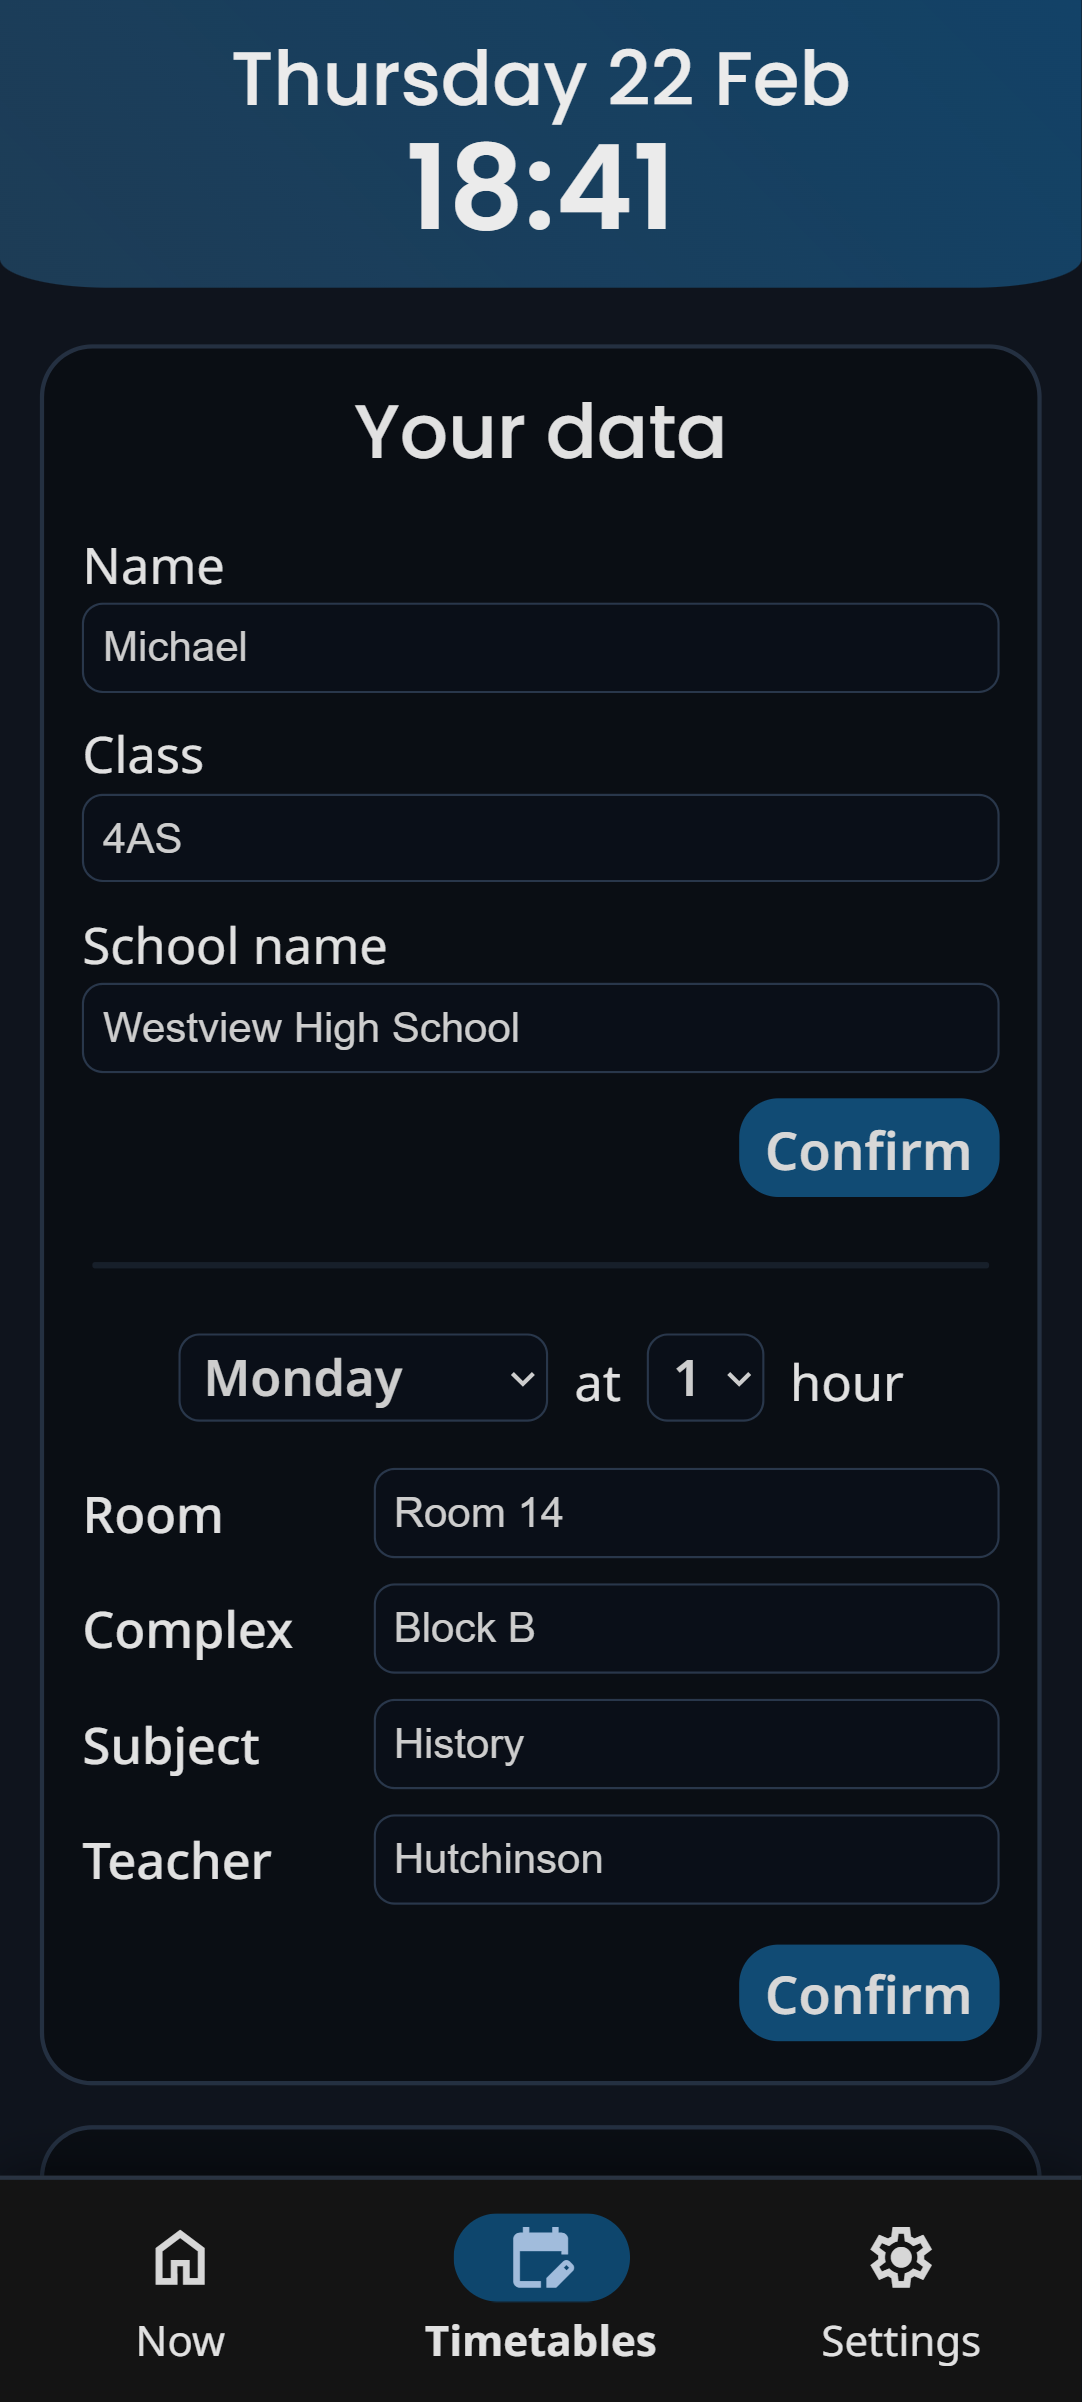 Thursday 22 Feb
18:41
Your data
Name
Michael
Class
4AS
School name
Westview High School
Confirm
Monday at 1 hour
Room Room 14
Complex Block B
Subject History
Teacher Hutchinson
Confirm
Now Timetables Settings